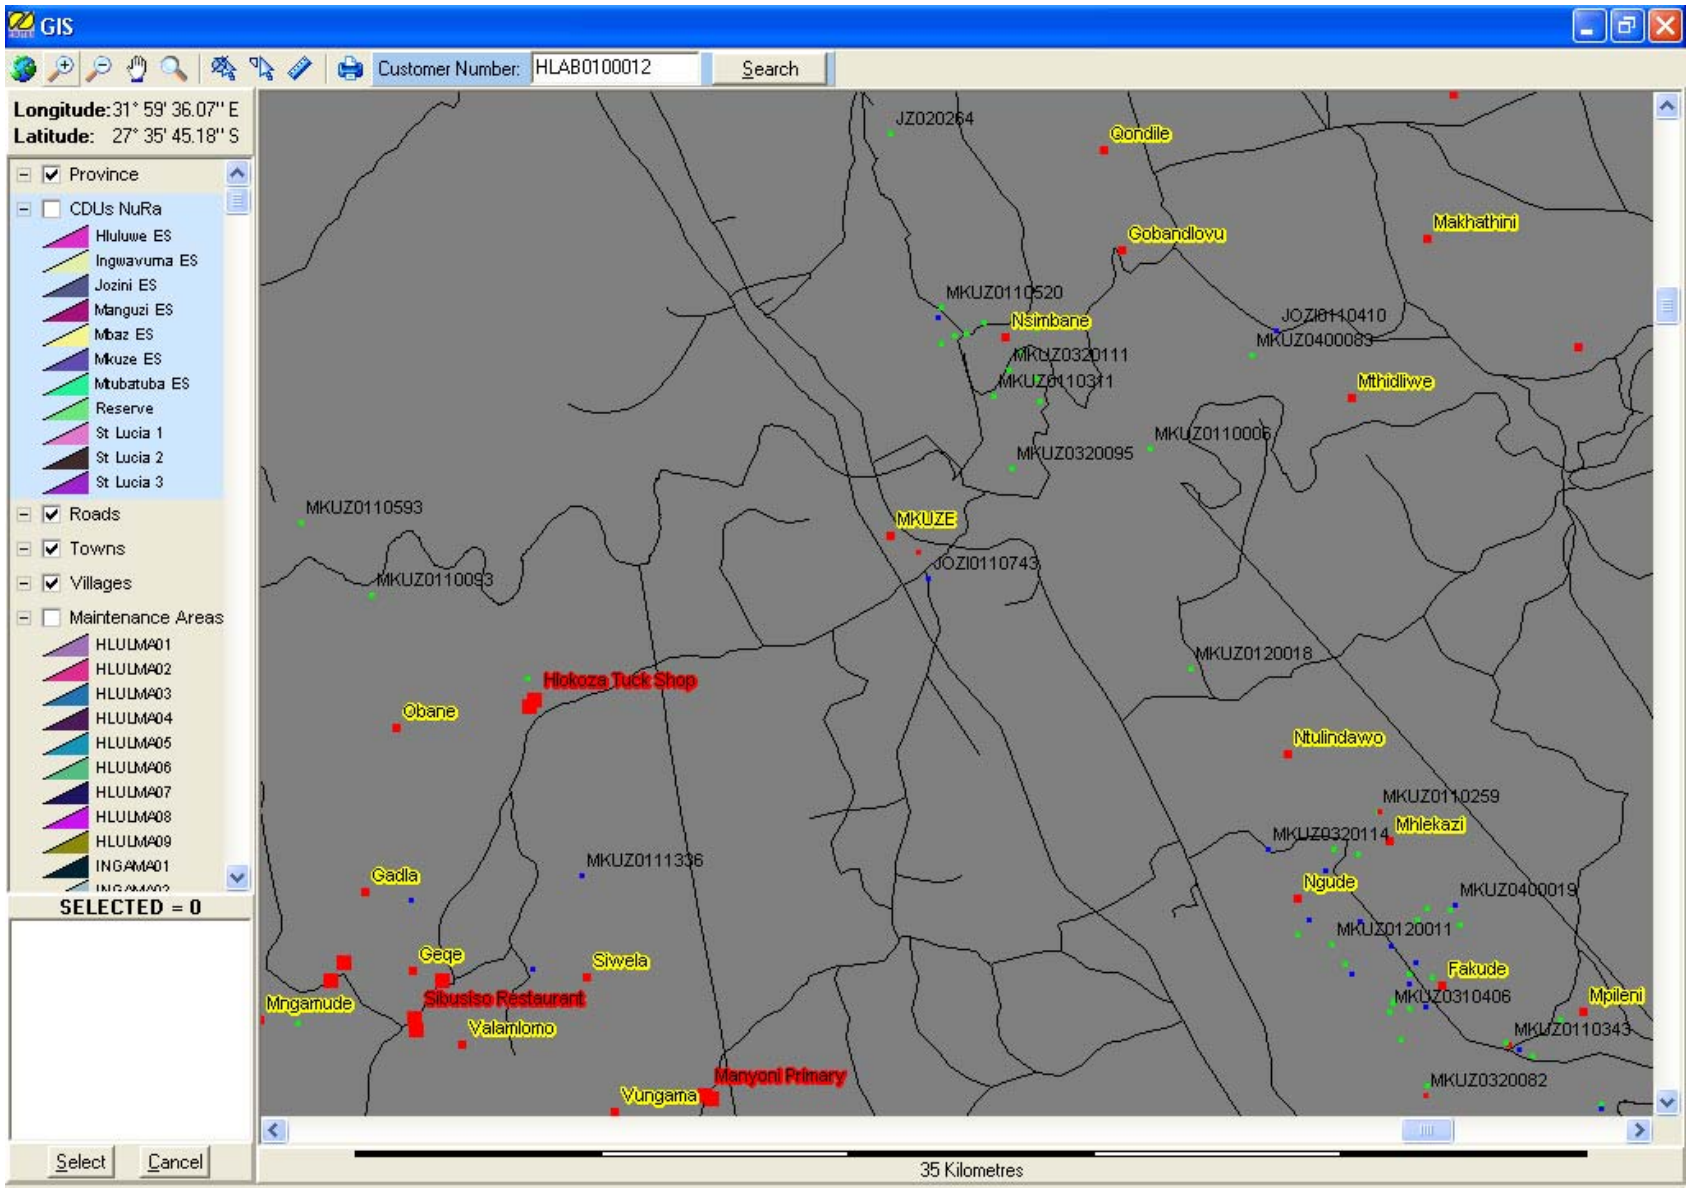 GIS
Customer Number: HLAB0100012 Search
Longitude: 31° 59' 36.07'' E
Latitude: 27° 35' 45.18'' S
Province
CDUs NuRa
Hluluwe ES
Ingwavuma ES
Jozini ES
Manguzi ES
Mbaz ES
Mkuze ES
Mtubatuba ES
Reserve
St Lucia 1
St Lucia 2
St Lucia 3
Roads
Towns
Villages
Maintenance Areas
HLULMA01
HLULMA02
HLULMA03
HLULMA04
HLULMA05
HLULMA06
HLULMA07
HLULMA08
HLULMA09
INGAMA01
INGAMA02
SELECTED = 0
Select Cancel
JZ020264
Qondile
Makhathini
Gobandlovu
MKUZ0110520
JOZI0110410
Nsimbane
MKUZ0400083
MKUZ0320111
MKUZ0110311
Mthidliwe
MKUZ0110006
MKUZ0320095
MKUZ0110593
MKUZE
JOZI0110743
MKUZ0110093
MKUZ0120018
Hlokoza Tuck Shop
Obane
Ntulindawo
MKUZ0110259
Mhlekazi
MKUZ0320114
MKUZ0111336
Gadla
Ngude
MKUZ0400019
MKUZ0120011
Geqe
Siwela
Fakude
Sibusiso Restaurant
MKUZ0310406
Mpileni
Mngamude
Valamlomo
MKUZ0110343
Manyoni Primary
MKUZ0320082
Vungama
35 Kilometres